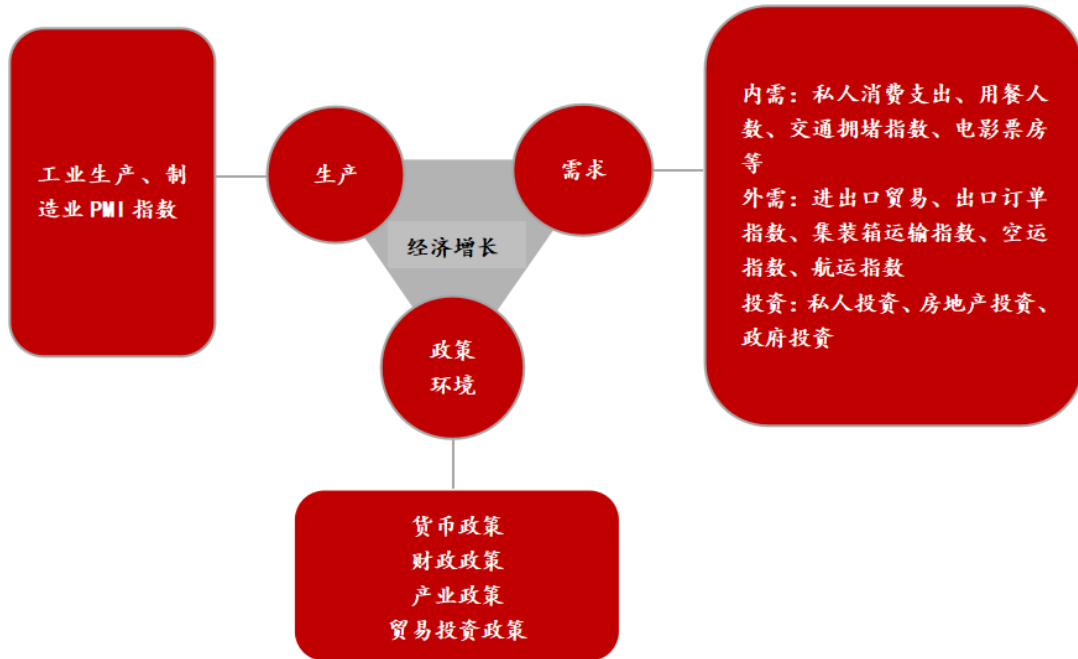 工业生产、制
造业 PMI 指数
生产
需求
经济增长
政策
环境
内需：私人消费支出、用餐人
数、交通拥堵指数、电影票房
等
外需：进出口贸易、出口订单
指数、集装箱运输指数、空运
指数、航运指数
投资：私人投资、房地产投资、
政府投资
货币政策
财政政策
产业政策
贸易投资政策